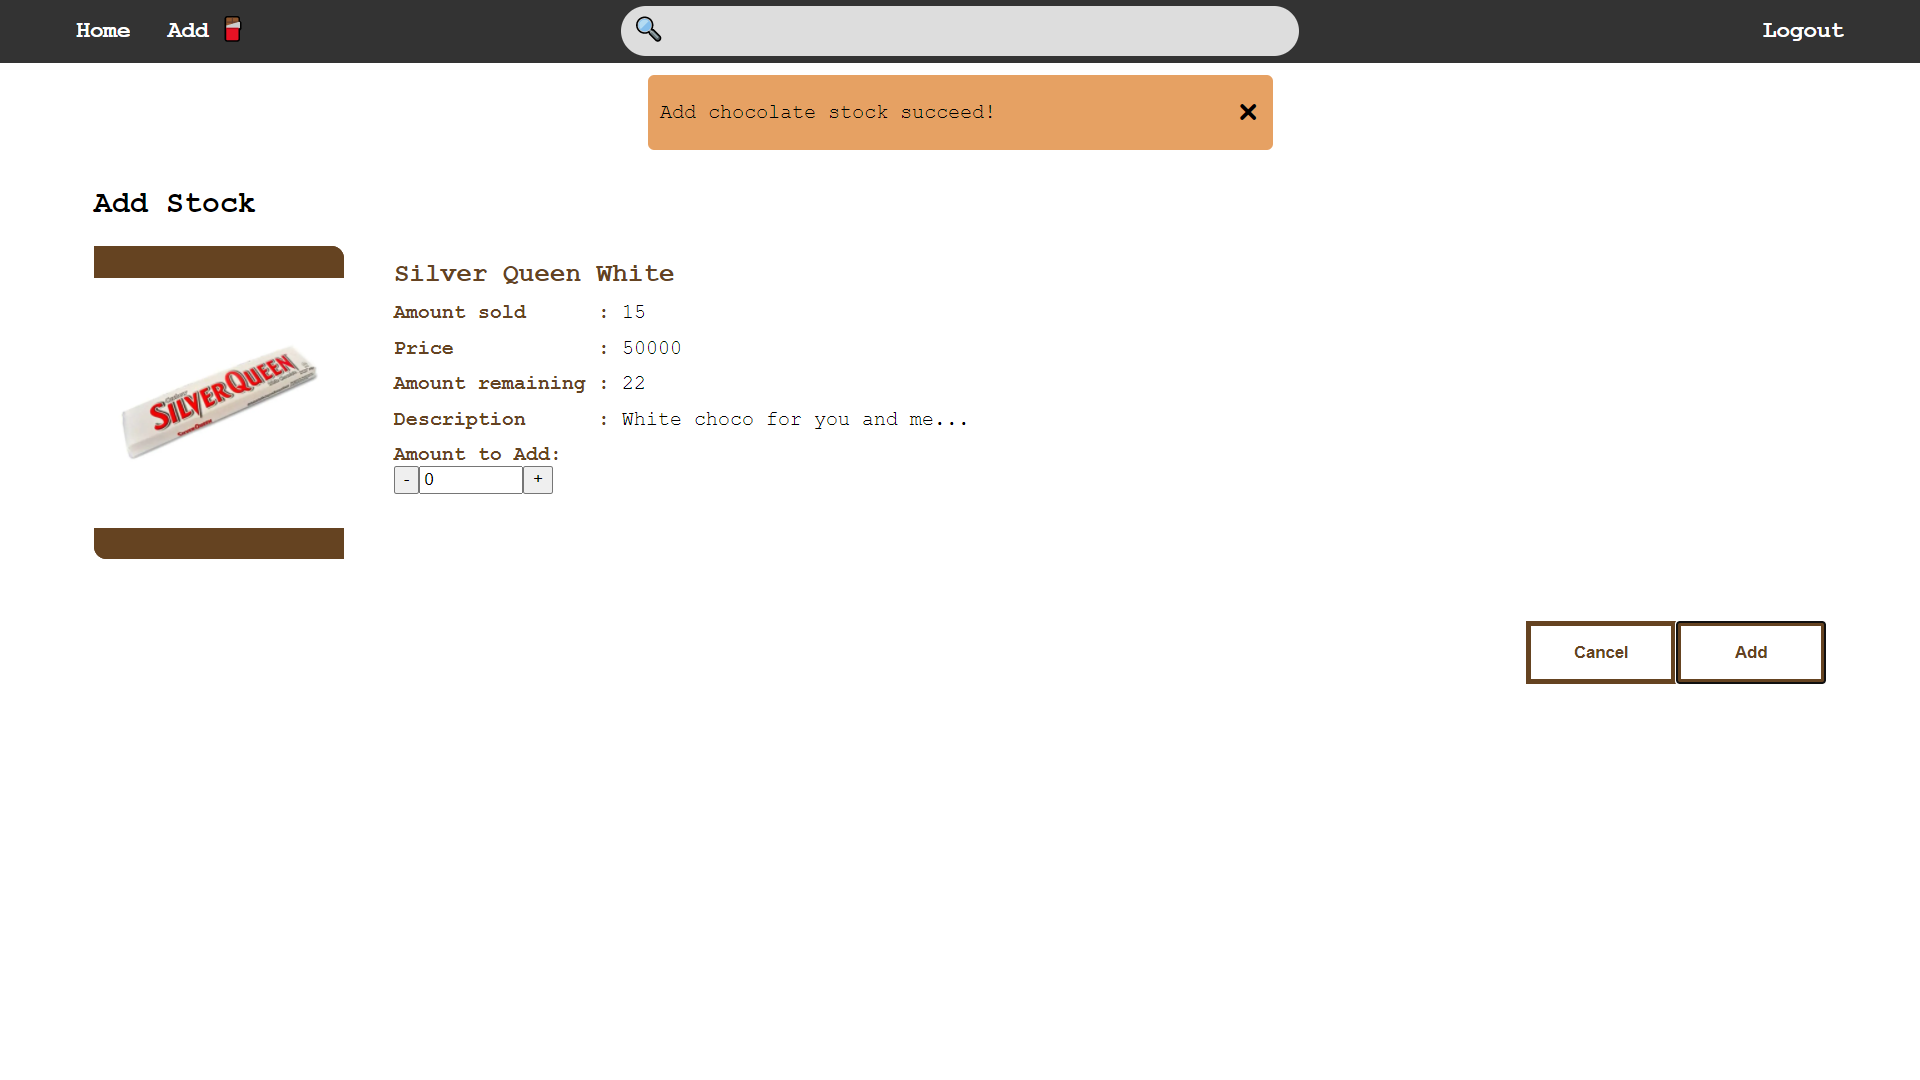 Home Add Logout
Add chocolate stock succeed!
Add Stock
SILVERQUEEN
Silver Queen White
Amount sold : 15
Price : 50000
Amount remaining : 22
Description : White choco for you and me...
Amount to Add:
- 0 +
Cancel Add